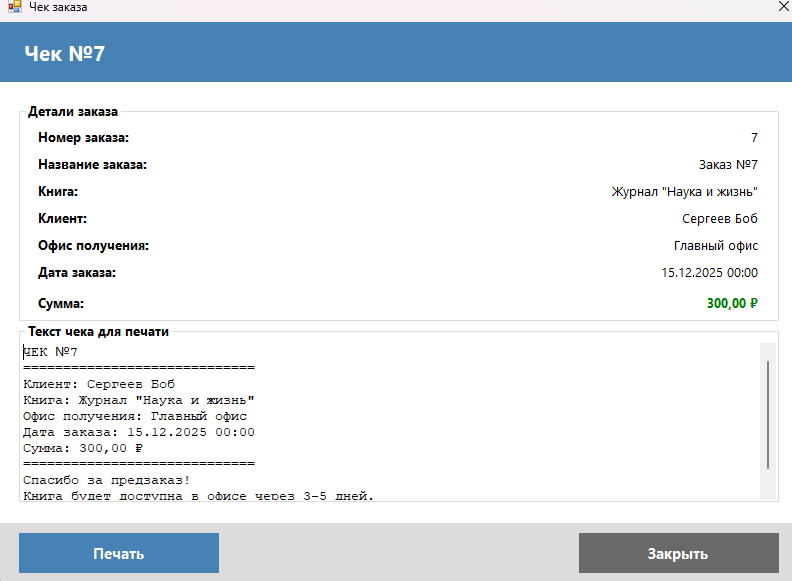 Чек заказа
Чек №7
Детали заказа
Номер заказа: 7
Название заказа: Заказ №7
Книга: Журнал "Наука и жизнь"
Клиент: Сергеев Боб
Офис получения: Главный офис
Дата заказа: 15.12.2025 00:00
Сумма: 300,00 ₽
Текст чека для печати
ЧЕК №7
=============================
Клиент: Сергеев Боб
Книга: Журнал "Наука и жизнь"
Офис получения: Главный офис
Дата заказа: 15.12.2025 00:00
Сумма: 300,00 ₽
=============================
Спасибо за предзаказ!
Книга будет доступна в офисе через 3-5 дней.
Печать Закрыть